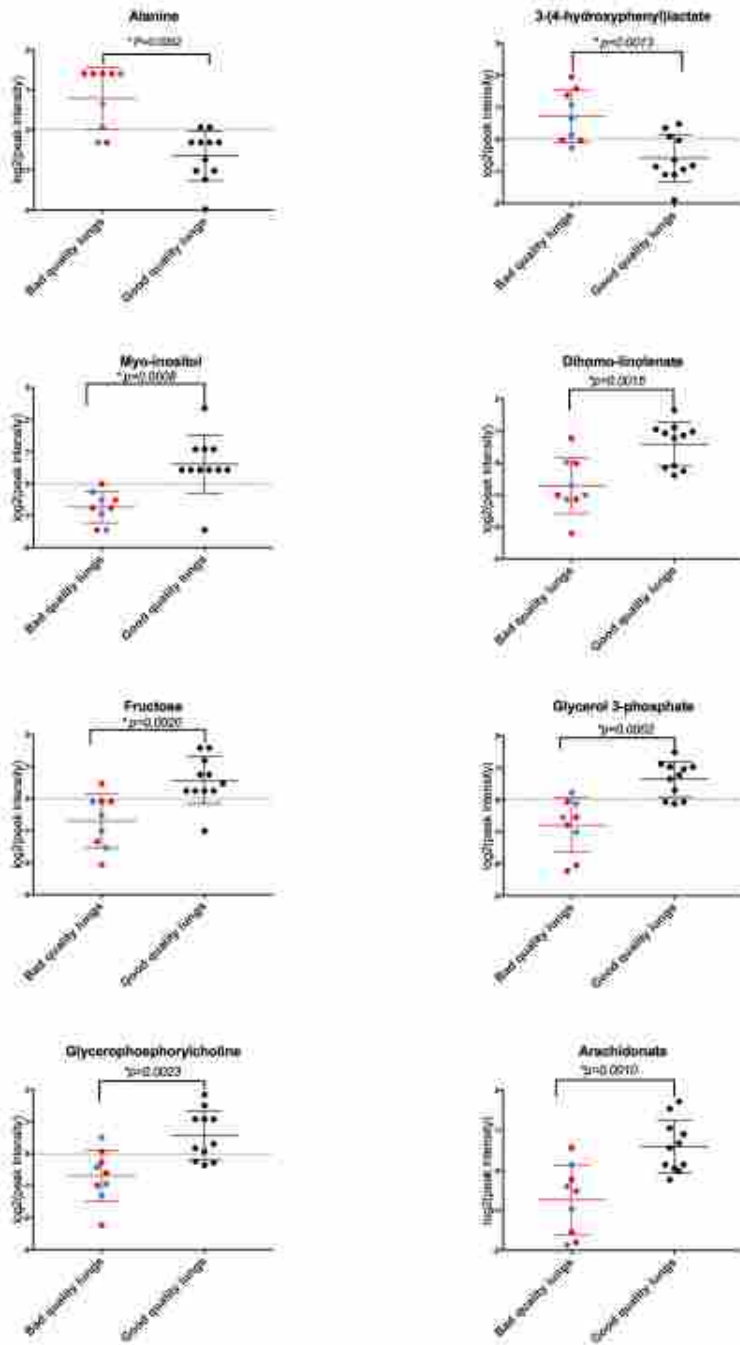 Alanine
* P=0.0002
log2(peak intensity)
Bad quality lungs
Good quality lungs
3-(4-hydroxyphenyl)lactate
* p=0.0013
log2(peak intensity)
Bad quality lungs
Good quality lungs
Myo-inositol
* p=0.0008
log2(peak intensity)
Bad quality lungs
Good quality lungs
Dihomo-linolenate
*p=0.0015
log2(peak intensity)
Bad quality lungs
Good quality lungs
Fructose
* p=0.0020
log2(peak intensity)
Bad quality lungs
Good quality lungs
Glycerol 3-phosphate
*p=0.0002
log2(peak intensity)
Bad quality lungs
Good quality lungs
Glycerophosphorylcholine
*p=0.0023
log2(peak intensity)
Bad quality lungs
Good quality lungs
Arachidonate
*p=0.0010
log2(peak intensity)
Bad quality lungs
Good quality lungs